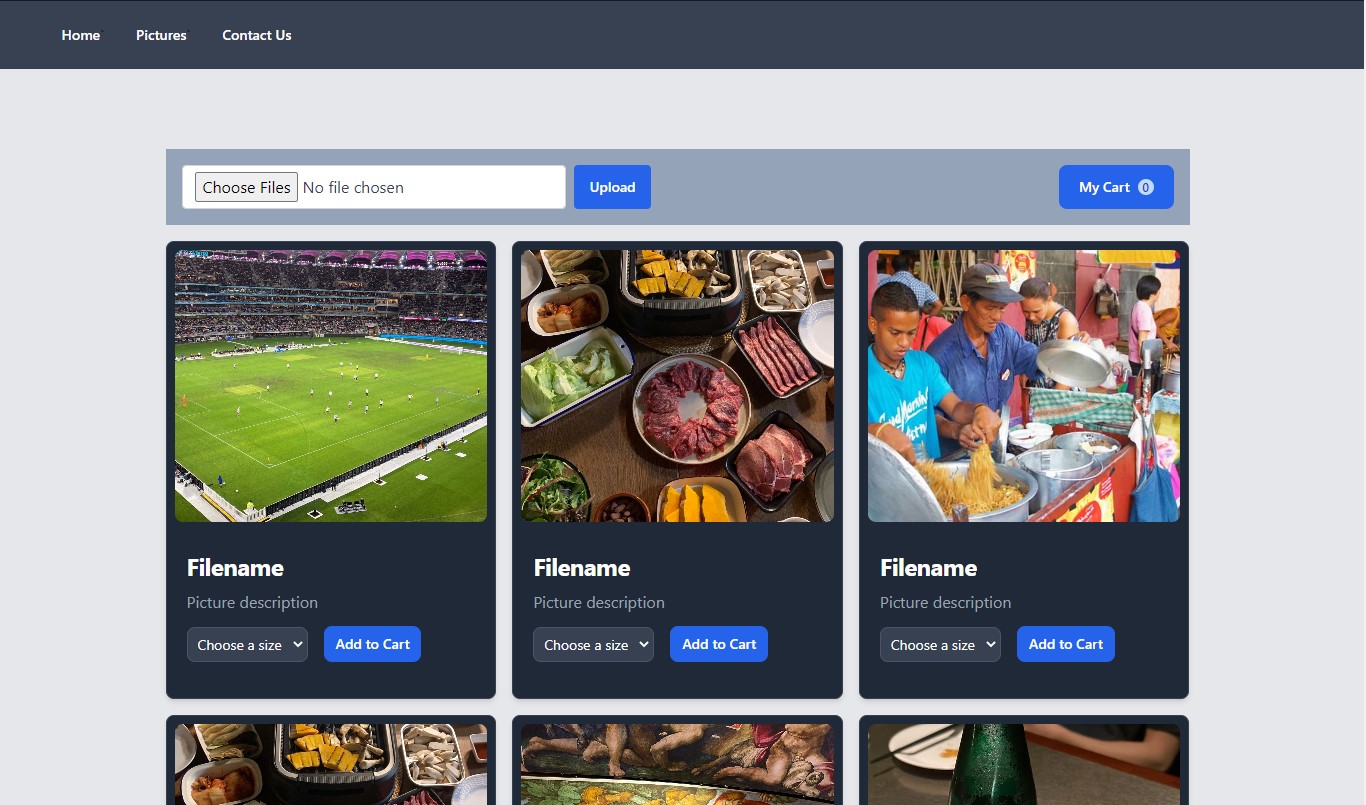 Home Pictures Contact Us
Choose Files No file chosen Upload My Cart 0
Filename Filename Filename
Picture description Picture description Picture description
Choose a size Add to Cart Choose a size Add to Cart Choose a size Add to Cart